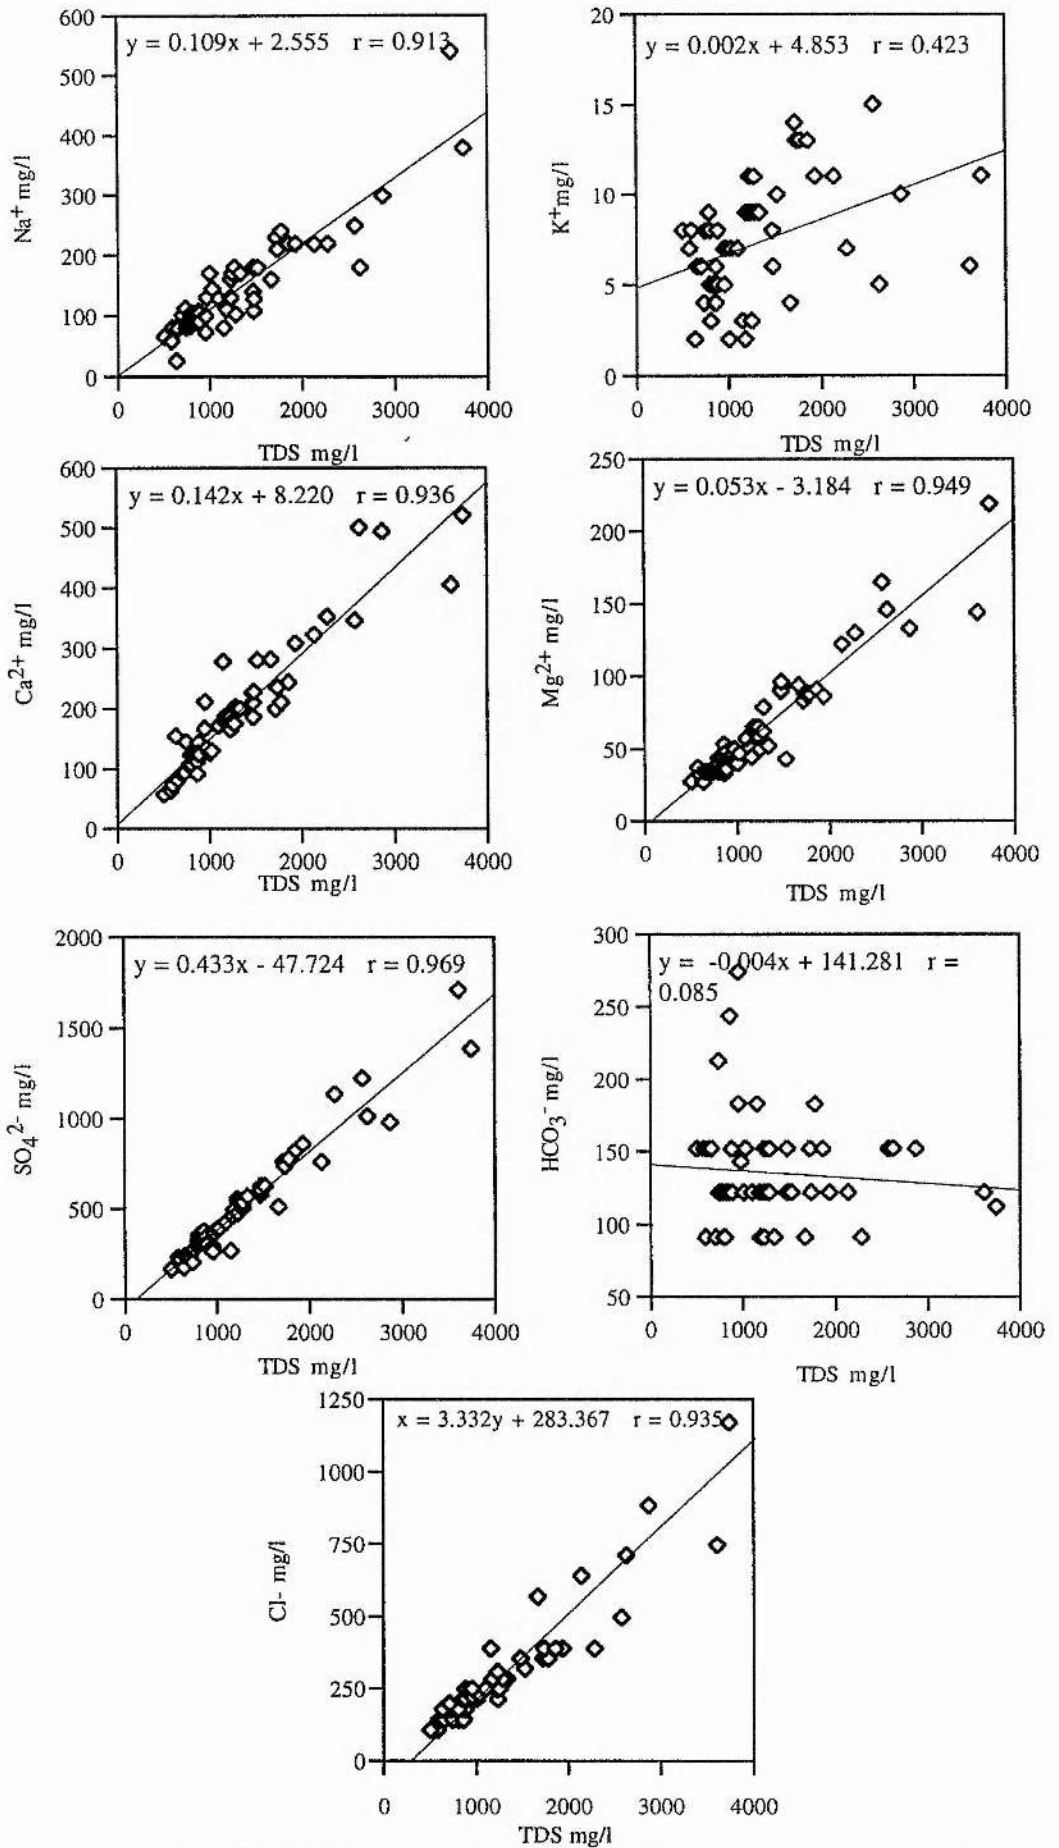 y = 0.109x + 2.555 r = 0.913
600
500
400
300
200
100
0
Na+ mg/l
0 1000 2000 3000 4000
TDS mg/l
y = 0.002x + 4.853 r = 0.423
20
15
10
5
0
K+mg/l
0 1000 2000 3000 4000
TDS mg/l
y = 0.142x + 8.220 r = 0.936
600
500
400
300
200
100
0
Ca2+ mg/l
0 1000 2000 3000 4000
TDS mg/l
y = 0.053x - 3.184 r = 0.949
250
200
150
100
50
0
Mg2+ mg/l
0 1000 2000 3000 4000
TDS mg/l
y = 0.433x - 47.724 r = 0.969
2000
1500
1000
500
0
SO4 2- mg/l
0 1000 2000 3000 4000
TDS mg/l
y = -0.004x + 141.281 r =
0.085
300
250
200
150
100
50
HCO3- mg/l
0 1000 2000 3000 4000
TDS mg/l
x = 3.332y + 283.367 r = 0.935
1250
1000
750
500
250
0
Cl- mg/l
0 1000 2000 3000 4000
TDS mg/l